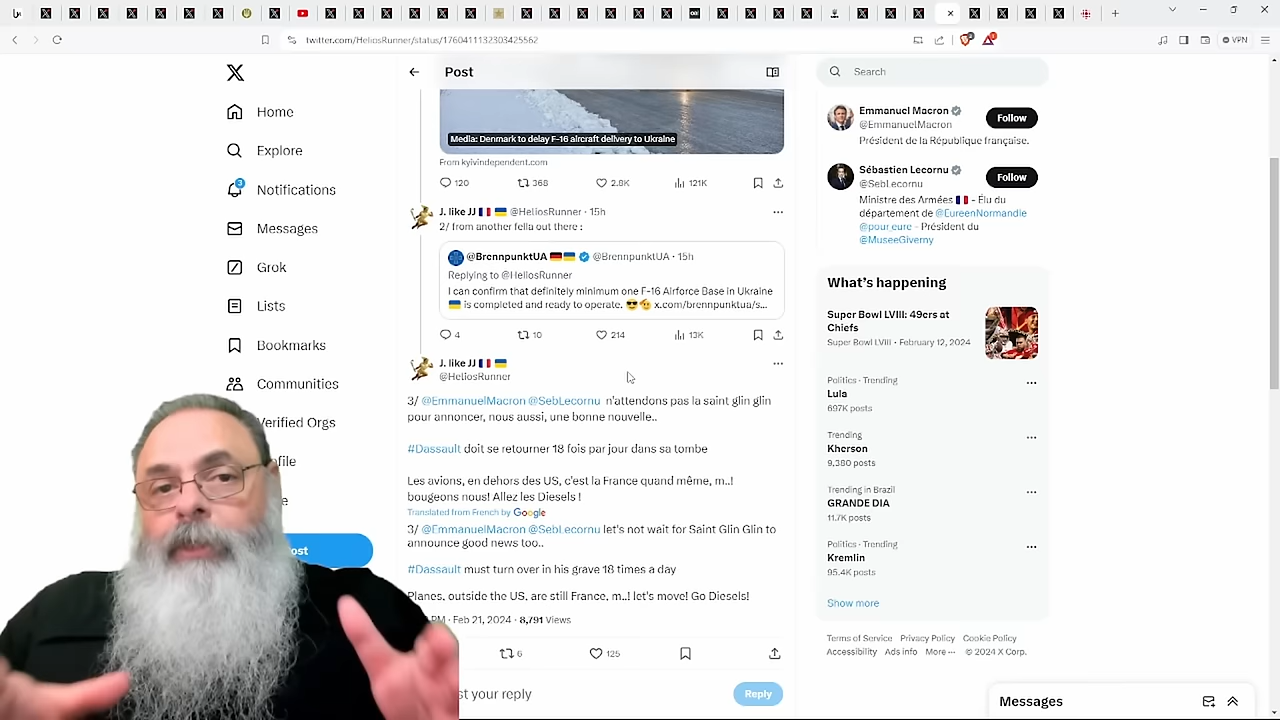 twitter.com/HeliosRunner/status/1760411132303425562
VPN
Home
Explore
Notifications
3
Messages
Grok
Lists
Bookmarks
Communities
Verified Orgs
Post
Media: Denmark to delay F-16 aircraft delivery to Ukraine
From kyivindependent.com
120 368 2.8K 121K
J. like JJ @HeliosRunner · 15h
2/ from another fella out there :
@BrennpunktUA @BrennpunktUA · 15h
Replying to @HeliosRunner
I can confirm that definitely minimum one F-16 Airforce Base in Ukraine
is completed and ready to operate. x.com/brennpunktua/s...
4 10 214 13K
J. like JJ
@HeliosRunner
3/ @EmmanuelMacron @SebLecornu n'attendons pas la saint glin glin
pour annoncer, nous aussi, une bonne nouvelle..
#Dassault doit se retourner 18 fois par jour dans sa tombe
Les avions, en dehors des US, c'est la France quand même, m..!
bougeons nous! Allez les Diesels !
Translated from French by Google
3/ @EmmanuelMacron @SebLecornu let's not wait for Saint Glin Glin to
announce good news too..
#Dassault must turn over in his grave 18 times a day
Planes, outside the US, are still France, m..! let's move! Go Diesels!
PM · Feb 21, 2024 · 8,791 Views
6 125
st your reply
Reply
Search
Emmanuel Macron
@EmmanuelMacron
Follow
Président de la République française.
Sébastien Lecornu
@SebLecornu
Follow
Ministre des Armées - Élu du
département de @EureenNormandie
@pour_eure - Président du
@MuseeGiverny
What's happening
Super Bowl LVIII: 49ers at
Chiefs
Super Bowl LVIII · February 12, 2024
Politics · Trending
Lula
697K posts
Trending
Kherson
9,380 posts
Trending in Brazil
GRANDE DIA
11.7K posts
Politics · Trending
Kremlin
95.4K posts
Show more
Terms of Service Privacy Policy Cookie Policy
Accessibility Ads info More ··· © 2024 X Corp.
Messages